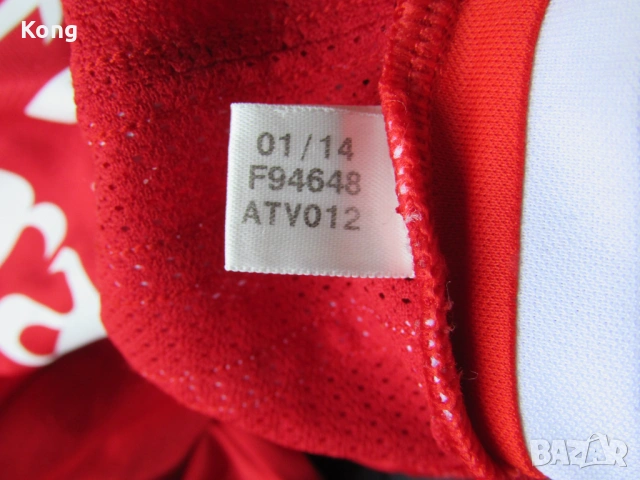 Kong
01/14
F94648
ATV012
BAZAR